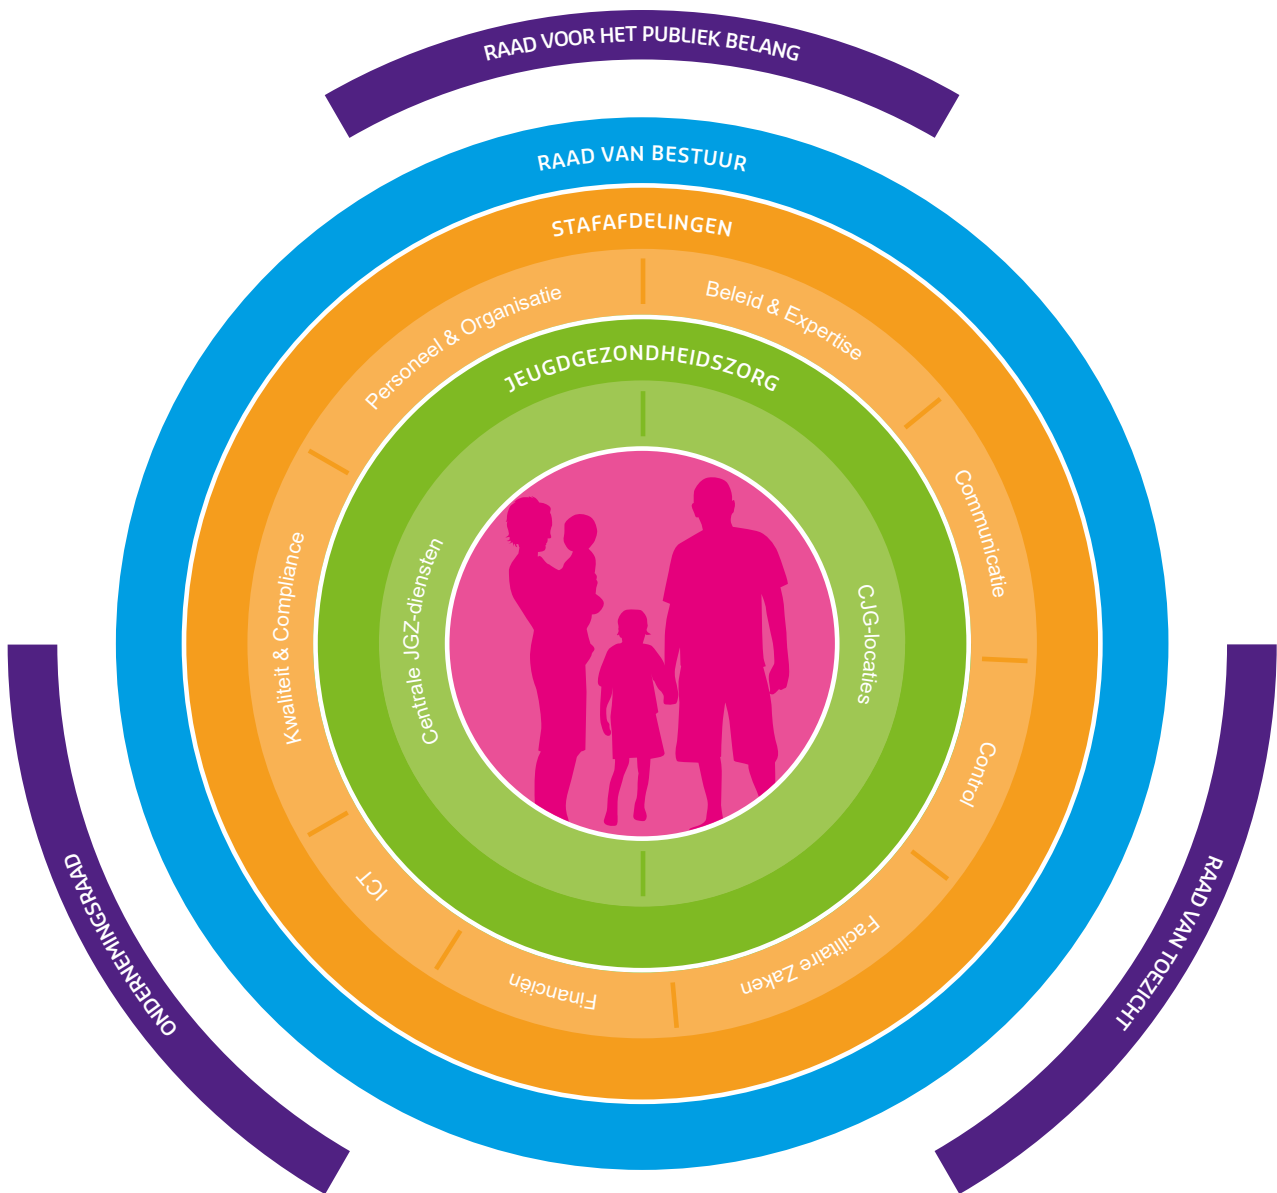 RAAD VOOR HET PUBLIEK BELANG
RAAD VAN BESTUUR
STAFAFDELINGEN
Personeel & Organisatie
Beleid & Expertise
JEUGDGEZONDHEIDSZORG
Communicatie
Kwaliteit & Compliance
Centrale JGZ-diensten
CJG-locaties
Control
ICT
Financiën
Facilitaire Zaken
ONDERNEMINGSRAAD
RAAD VAN TOEZICHT